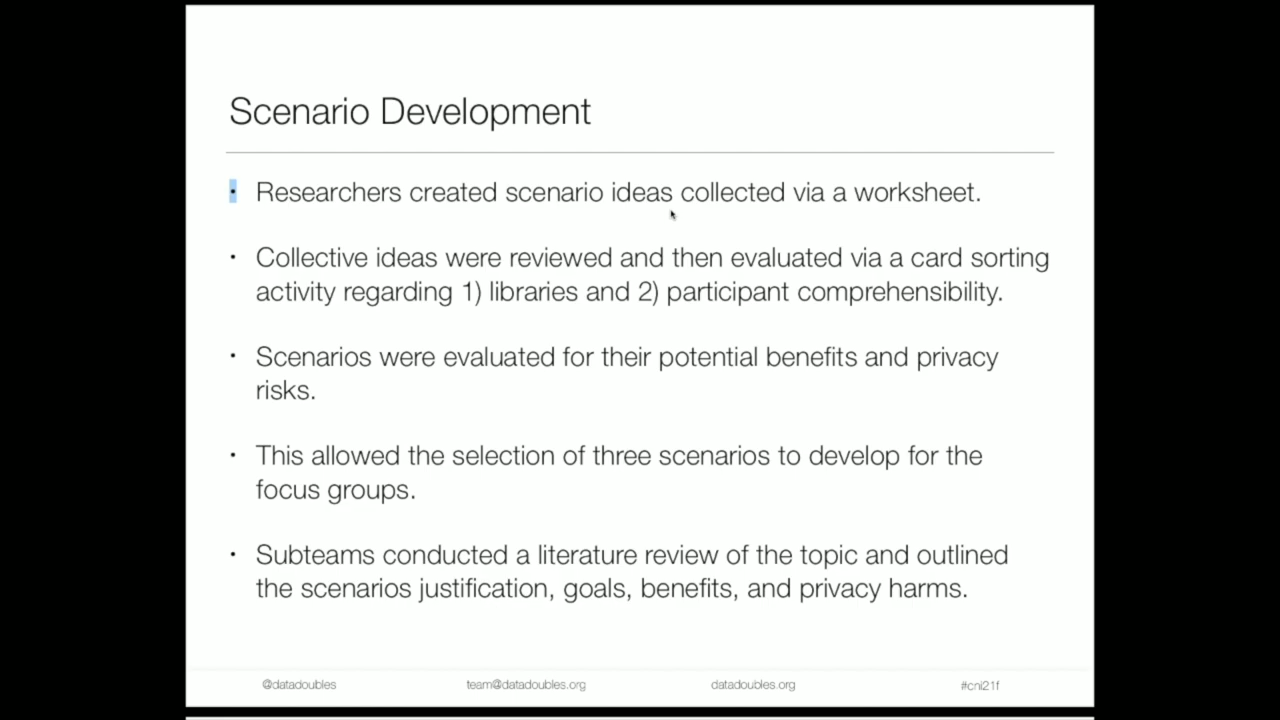 Scenario Development
• Researchers created scenario ideas collected via a worksheet.
• Collective ideas were reviewed and then evaluated via a card sorting
activity regarding 1) libraries and 2) participant comprehensibility.
• Scenarios were evaluated for their potential benefits and privacy
risks.
• This allowed the selection of three scenarios to develop for the
focus groups.
• Subteams conducted a literature review of the topic and outlined
the scenarios justification, goals, benefits, and privacy harms.
@datadoubles team@datadoubles.org datadoubles.org #cni21f